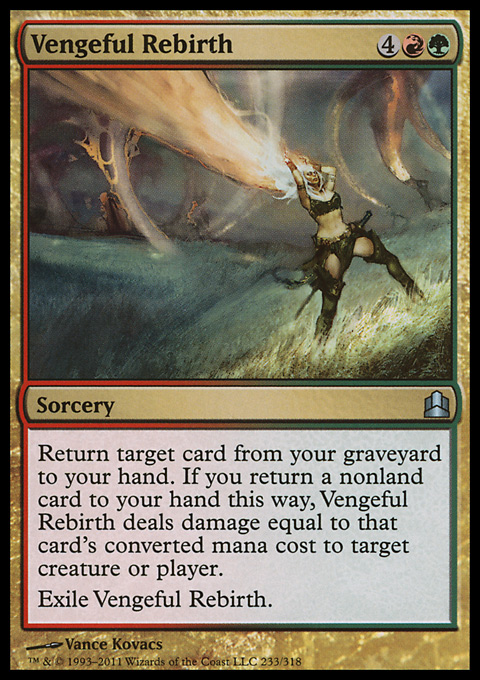 Vengeful Rebirth 4
Sorcery
Return target card from your graveyard
to your hand. If you return a nonland
card to your hand this way, Vengeful
Rebirth deals damage equal to that
card's converted mana cost to target
creature or player.
Exile Vengeful Rebirth.
Vance Kovacs
™ & © 1993–2011 Wizards of the Coast LLC 233/318